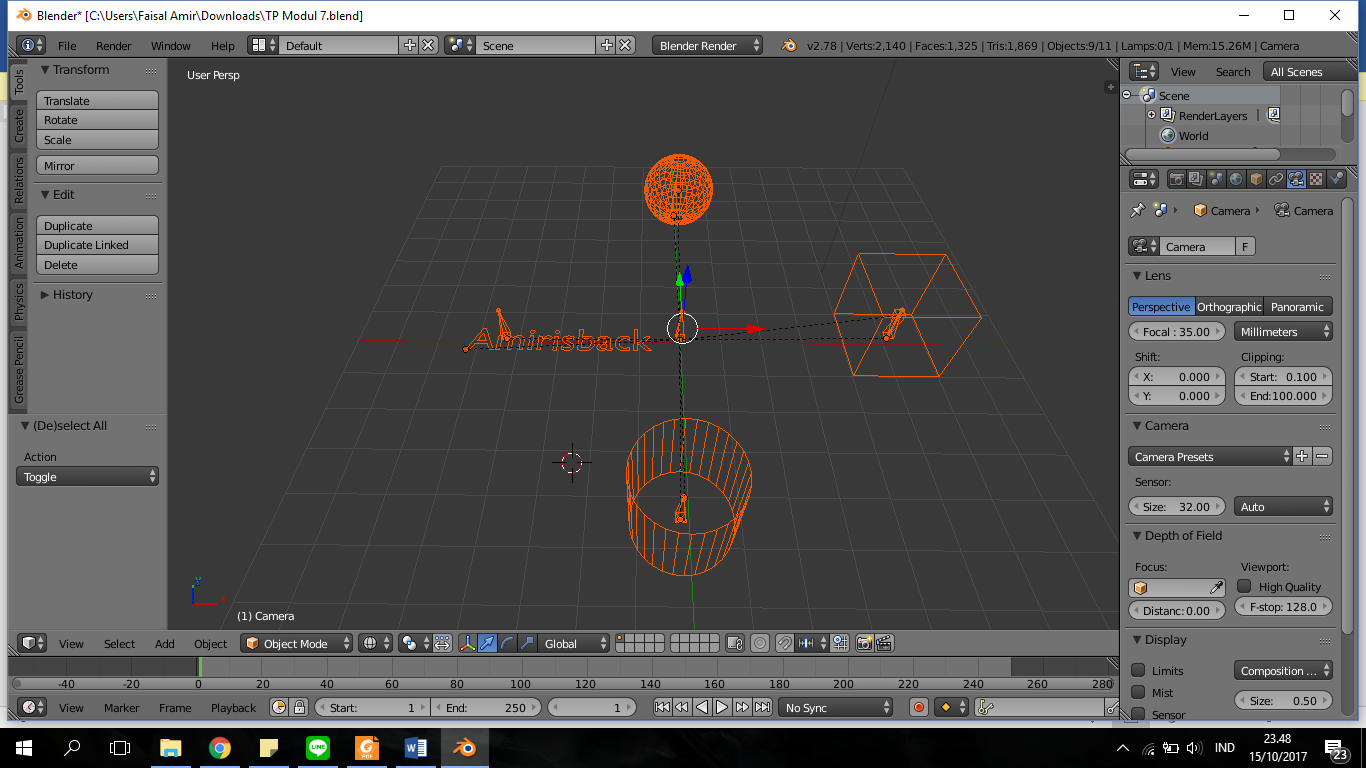 Blender* [C:\Users\Faisal Amir\Downloads\TP Modul 7.blend]
File Render Window Help Default Scene Blender Render v2.78 | Verts:2,140 | Faces:1,325 | Tris:1,869 | Objects:9/11 | Lamps:0/1 | Mem:15.26M | Camera
Tools
Create
Relations
Animation
Physics
Grease Pencil
Transform
Translate
Rotate
Scale
Mirror
Edit
Duplicate
Duplicate Linked
Delete
History
(De)select All
Action
Toggle
User Persp
Amirisback
(1) Camera
View Select Add Object Object Mode Global
View Search All Scenes
Scene
RenderLayers
World
Camera Camera
Camera F
Lens
Perspective Orthographic Panoramic
Focal : 35.00 Millimeters
Shift: Clipping:
X: 0.000 Start: 0.100
Y: 0.000 End:100.000
Camera
Camera Presets
Sensor:
Size: 32.00 Auto
Depth of Field
Focus: Viewport:
High Quality
Distanc: 0.00 F-stop: 128.0
Display
Limits Composition ...
Mist Size: 0.50
Sensor
-40 -20 0 20 40 60 80 100 120 140 160 180 200 220 240 260 280
View Marker Frame Playback Start: 1 End: 250 1 No Sync
IND 23.48
15/10/2017 23